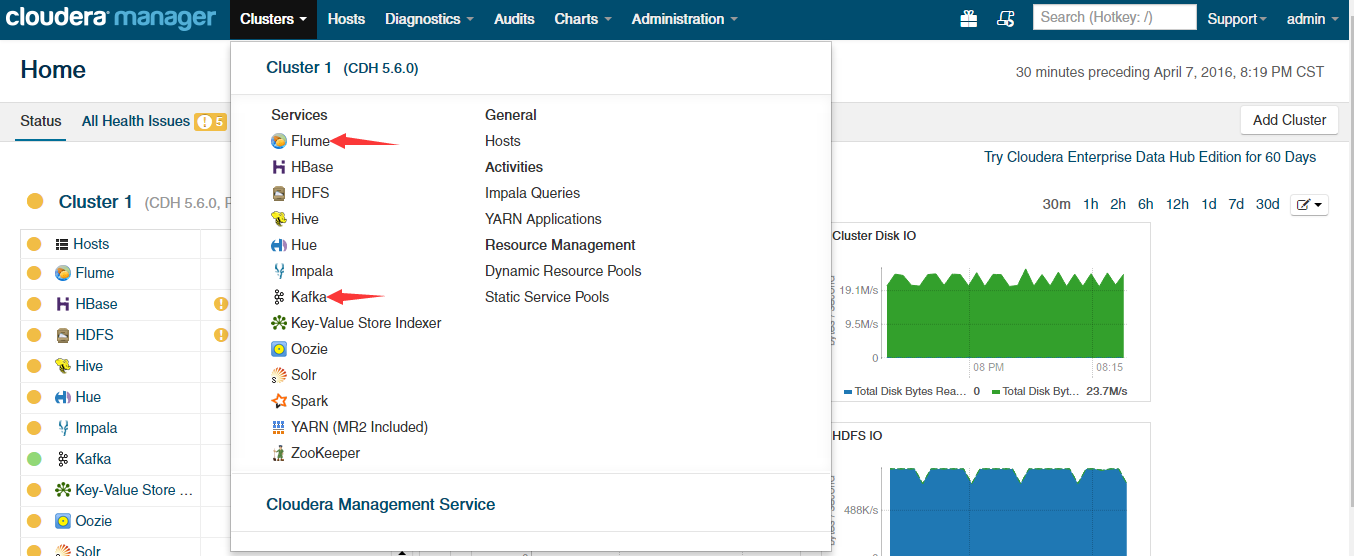 cloudera manager Clusters Hosts Diagnostics Audits Charts Administration Search (Hotkey: /) Support admin
Home
30 minutes preceding April 7, 2016, 8:19 PM CST
Status All Health Issues 5
Add Cluster
Try Cloudera Enterprise Data Hub Edition for 60 Days
Cluster 1 (CDH 5.6.0,
30m 1h 2h 6h 12h 1d 7d 30d
Hosts
Flume
HBase
HDFS
Hive
Hue
Impala
Kafka
Key-Value Store ...
Oozie
Solr
Cluster 1 (CDH 5.6.0)
Services
Flume
HBase
HDFS
Hive
Hue
Impala
Kafka
Key-Value Store Indexer
Oozie
Solr
Spark
YARN (MR2 Included)
ZooKeeper
General
Hosts
Activities
Impala Queries
YARN Applications
Resource Management
Dynamic Resource Pools
Static Service Pools
Cloudera Management Service
Cluster Disk IO
19.1M/s
9.5M/s
0
08 PM 08:15
Total Disk Bytes Rea... 0 Total Disk Byt... 23.7M/s
HDFS IO
488K/s